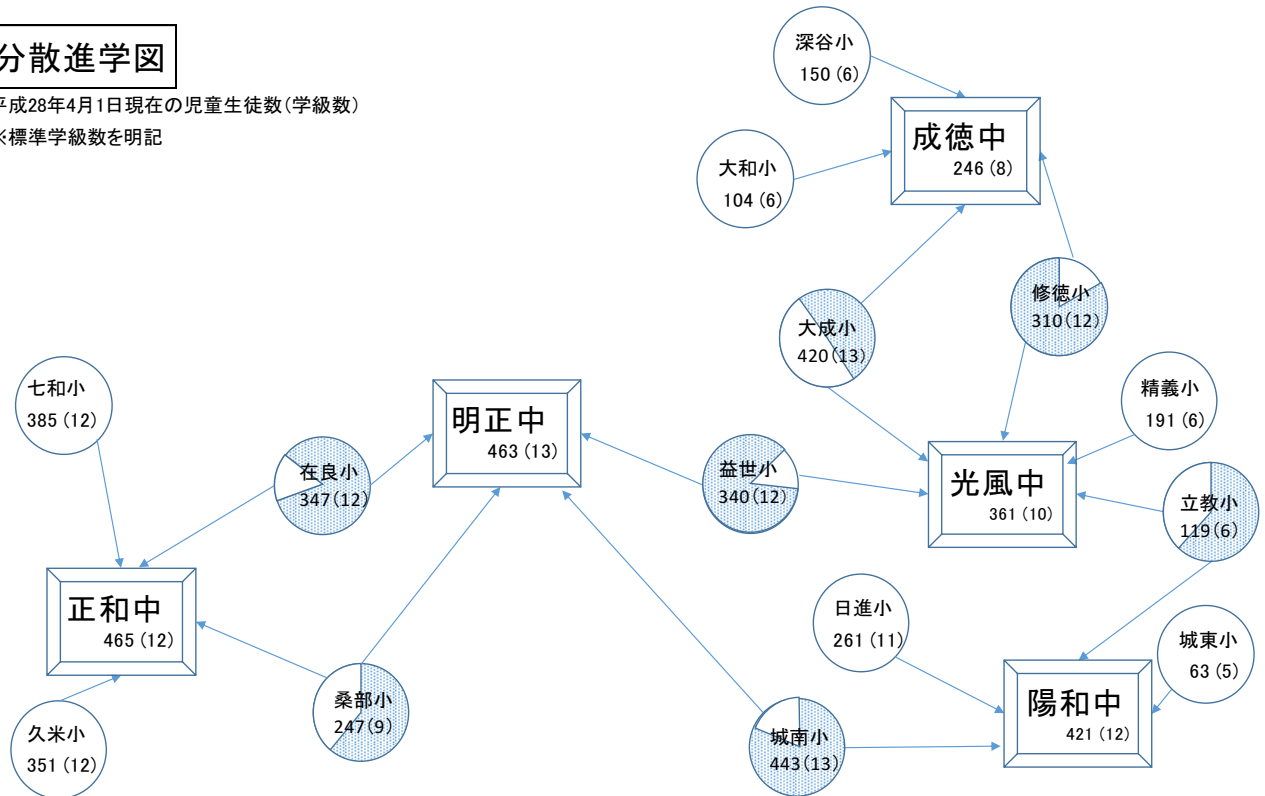 分散進学図
平成28年4月1日現在の児童生徒数(学級数)
※標準学級数を明記
深谷小
150 (6)
成徳中
246 (8)
大和小
104 (6)
修徳小
310(12)
大成小
420(13)
七和小
385 (12)
明正中
463 (13)
精義小
191 (6)
在良小
347(12)
益世小
340(12)
光風中
361 (10)
立教小
119(6)
正和中
465 (12)
日進小
261 (11)
城東小
63 (5)
桑部小
247(9)
陽和中
421 (12)
久米小
351 (12)
城南小
443(13)